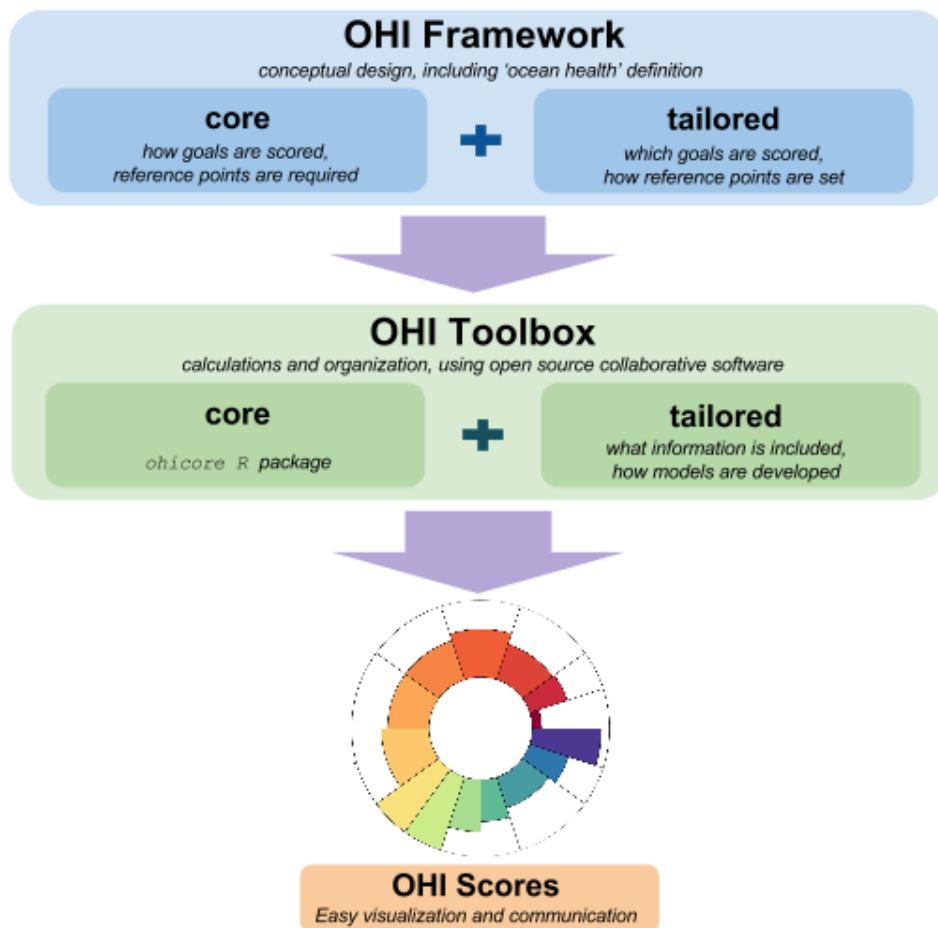 OHI Framework
conceptual design, including 'ocean health' definition
core
how goals are scored,
reference points are required
tailored
which goals are scored,
how reference points are set
OHI Toolbox
calculations and organization, using open source collaborative software
core
ohicore R package
tailored
what information is included,
how models are developed
OHI Scores
Easy visualization and communication